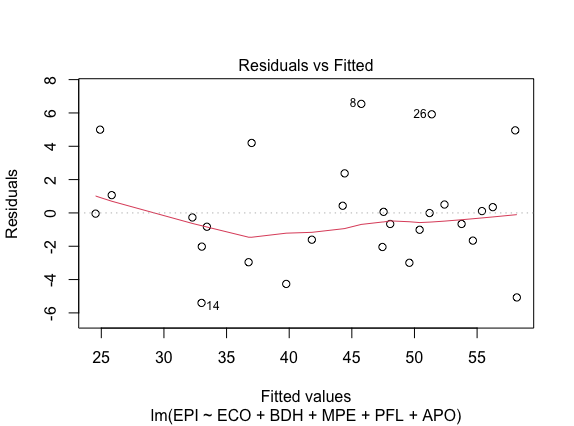 Residuals vs Fitted
8
6
4
2
0
-2
-4
-6
Residuals
8
26
14
25 30 35 40 45 50 55
Fitted values
lm(EPI ~ ECO + BDH + MPE + PFL + APO)